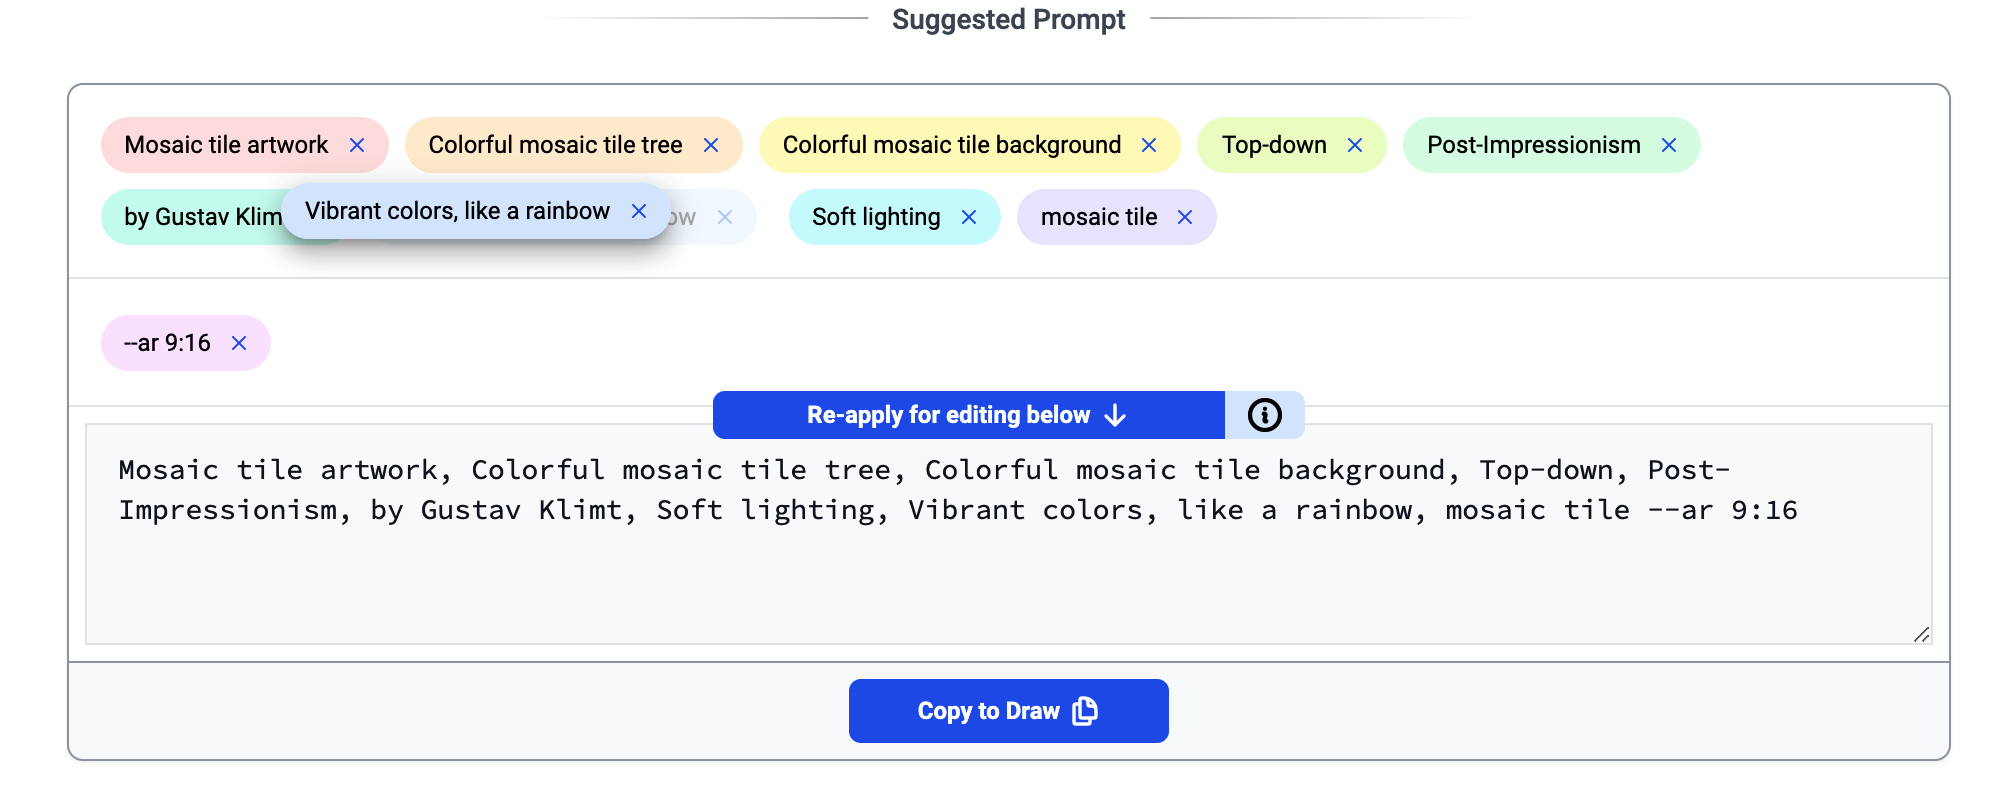 Suggested Prompt
Mosaic tile artwork × Colorful mosaic tile tree × Colorful mosaic tile background × Top-down × Post-Impressionism ×
by Gustav Klim Vibrant colors, like a rainbow × ow × Soft lighting × mosaic tile ×
--ar 9:16 ×
Re-apply for editing below ↓
Mosaic tile artwork, Colorful mosaic tile tree, Colorful mosaic tile background, Top-down, Post-
Impressionism, by Gustav Klimt, Soft lighting, Vibrant colors, like a rainbow, mosaic tile --ar 9:16
Copy to Draw